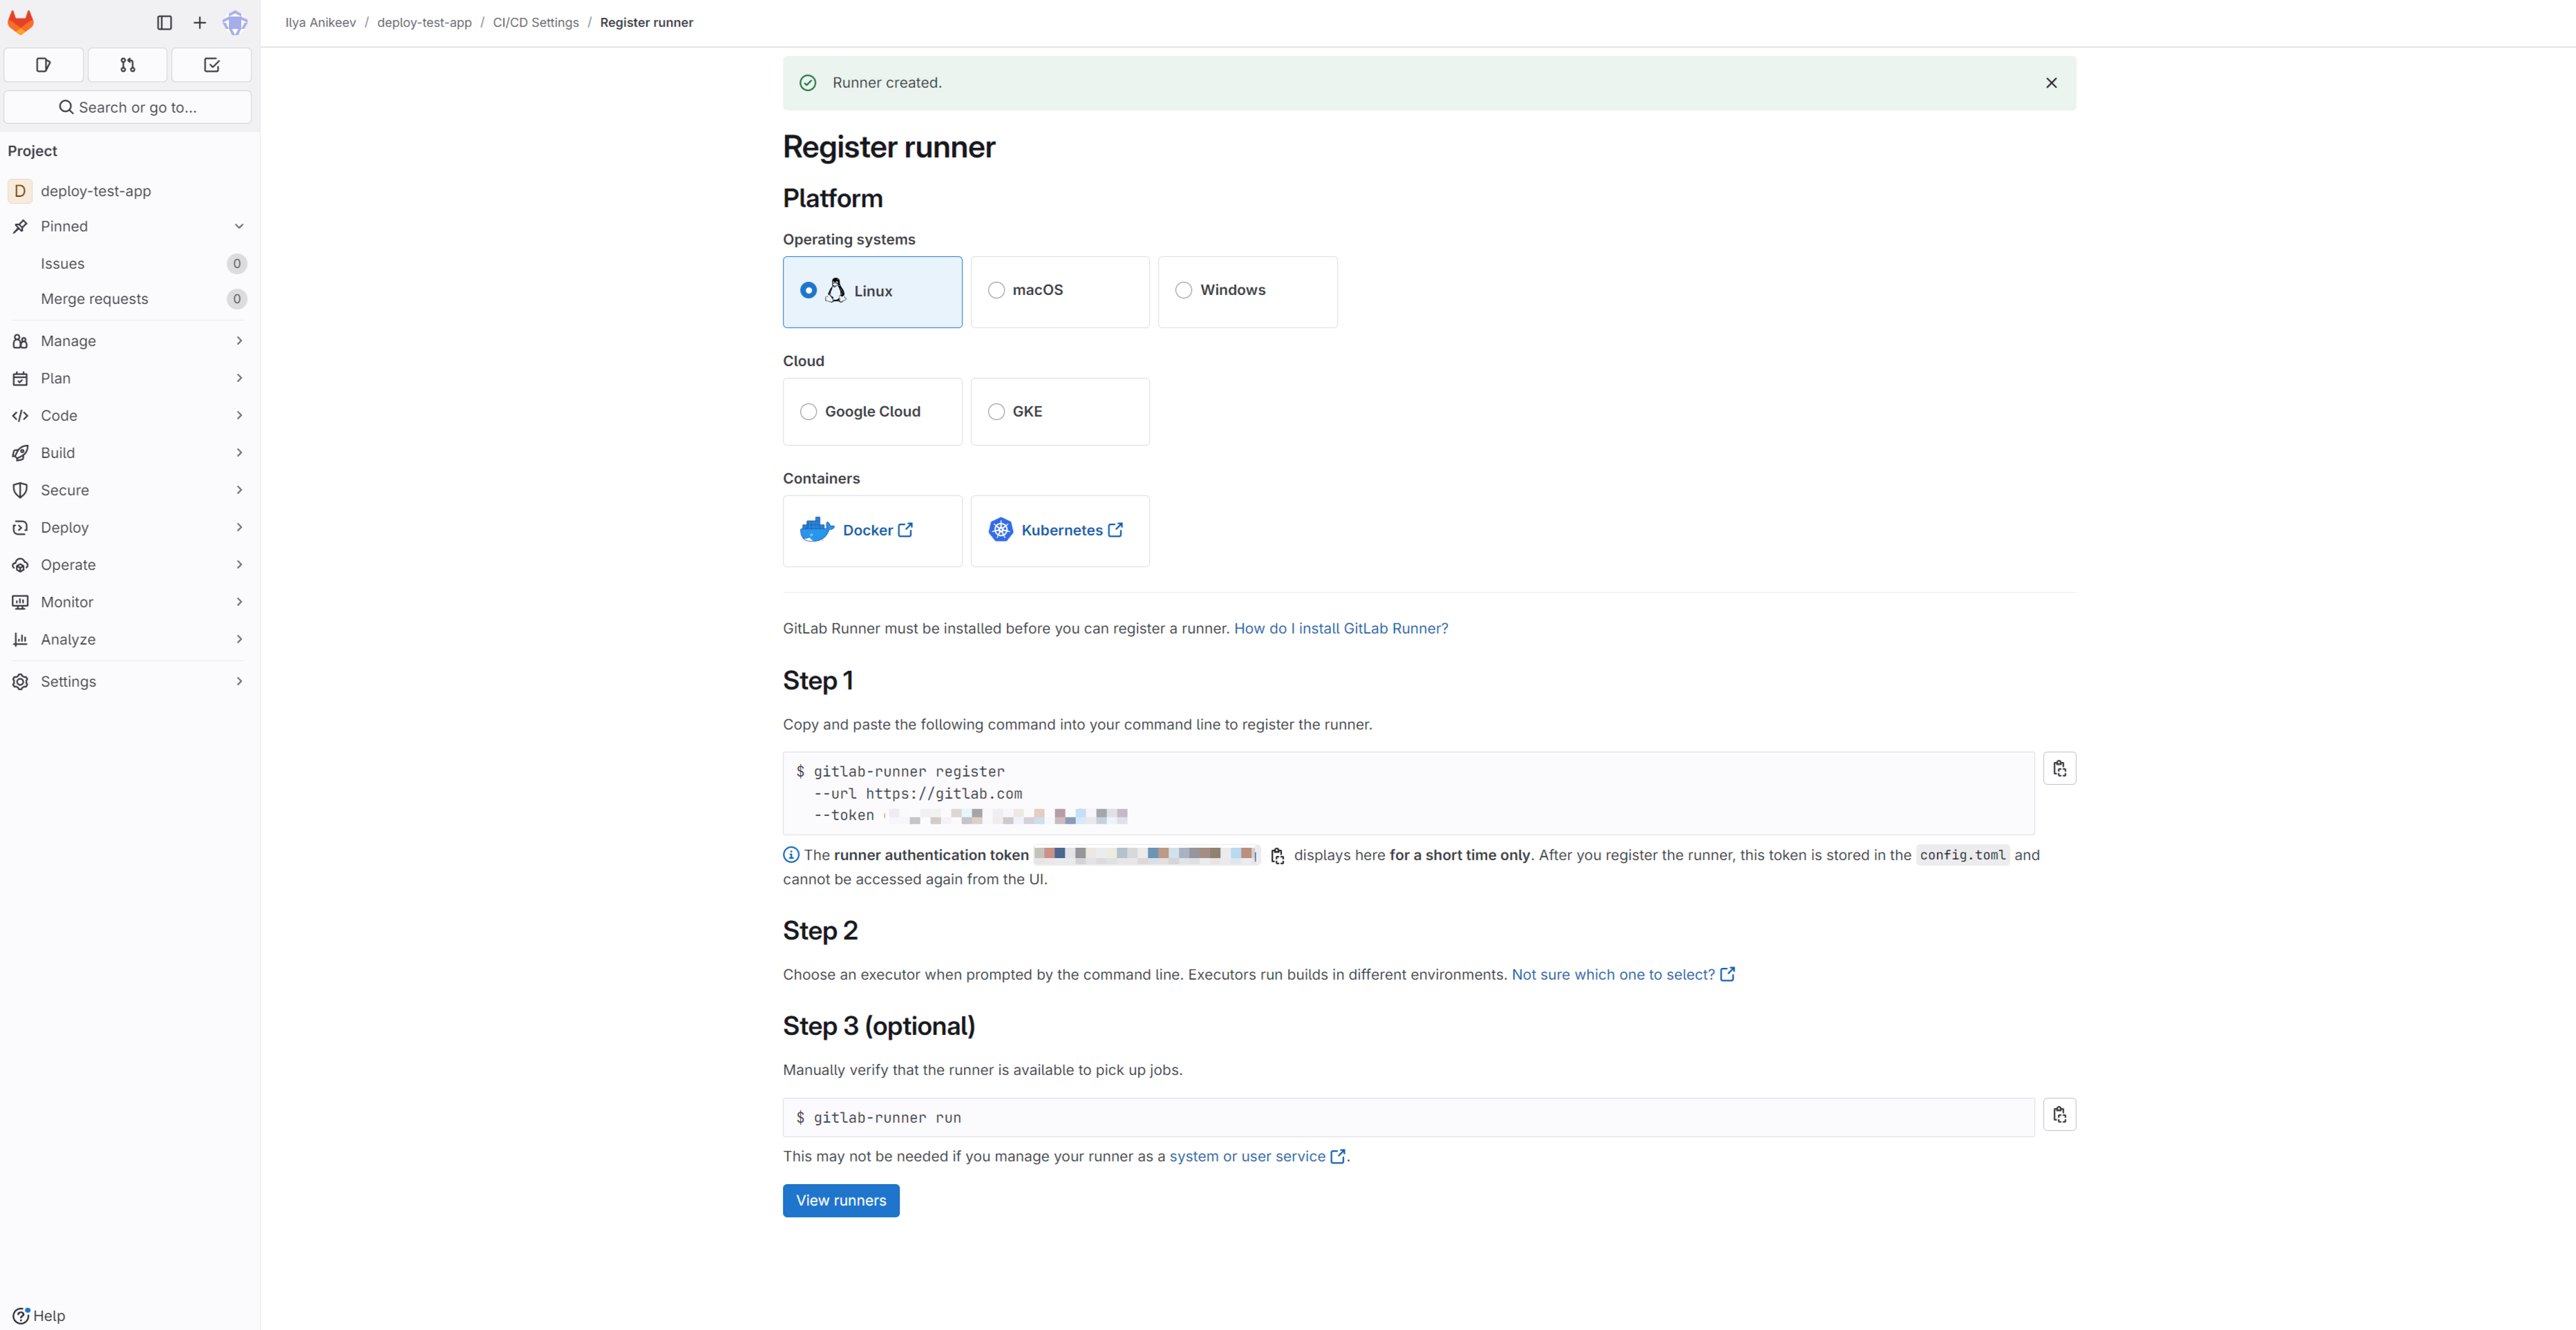 Ilya Anikeev / deploy-test-app / CI/CD Settings / Register runner
Search or go to...
Project
D deploy-test-app
Pinned
Issues 0
Merge requests 0
Manage
Plan
Code
Build
Secure
Deploy
Operate
Monitor
Analyze
Settings
Help
Runner created.
Register runner
Platform
Operating systems
Linux macOS Windows
Cloud
Google Cloud GKE
Containers
Docker Kubernetes
GitLab Runner must be installed before you can register a runner. How do I install GitLab Runner?
Step 1
Copy and paste the following command into your command line to register the runner.
$ gitlab-runner register
--url https://gitlab.com
--token
The runner authentication token displays here for a short time only. After you register the runner, this token is stored in the config.toml and
cannot be accessed again from the UI.
Step 2
Choose an executor when prompted by the command line. Executors run builds in different environments. Not sure which one to select?
Step 3 (optional)
Manually verify that the runner is available to pick up jobs.
$ gitlab-runner run
This may not be needed if you manage your runner as a system or user service .
View runners